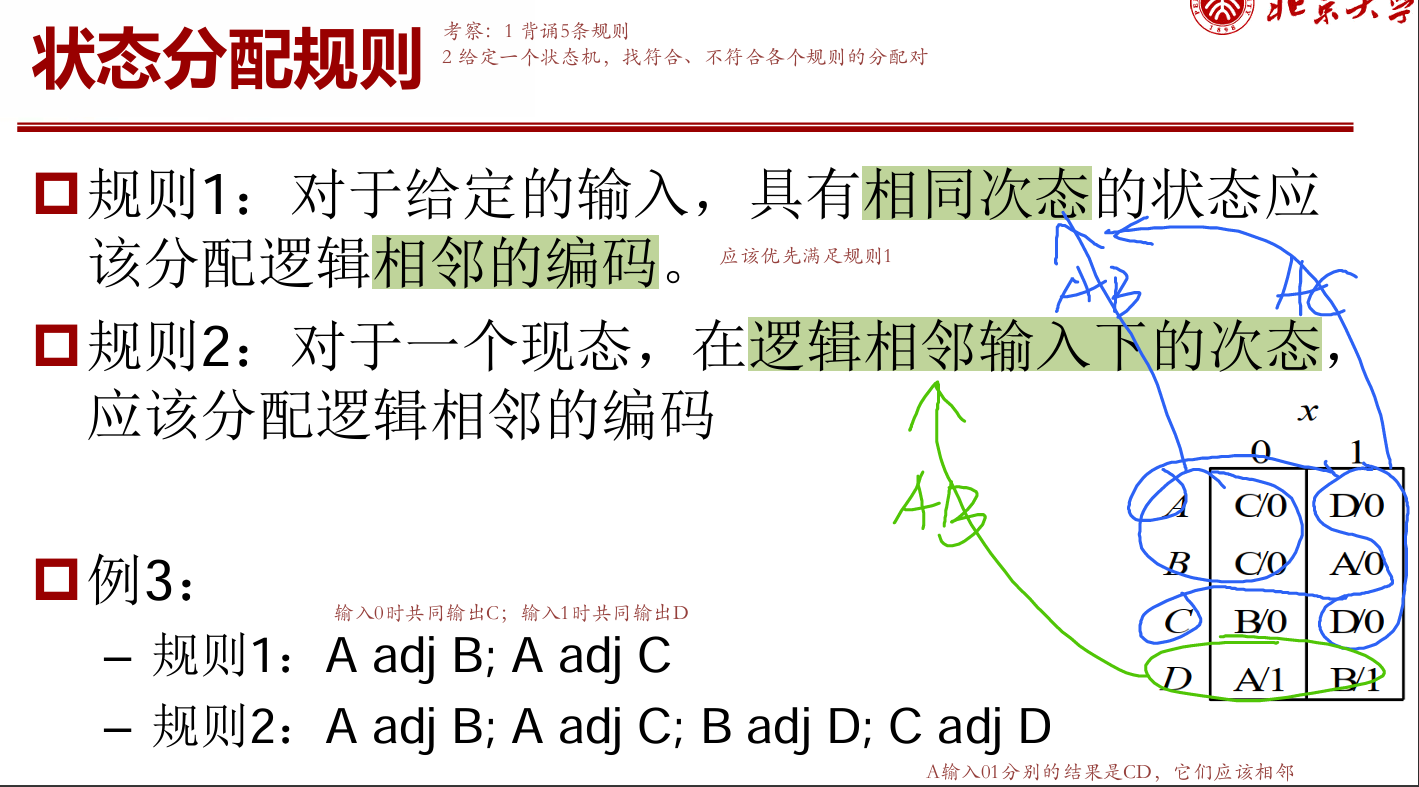 状态分配规则
考察：1 背诵5条规则
2 给定一个状态机，找符合、不符合各个规则的分配对
北京大学
1898
规则1：对于给定的输入，具有相同次态的状态应
该分配逻辑相邻的编码。
应该优先满足规则1
AB
AC
规则2：对于一个现态，在逻辑相邻输入下的次态，
应该分配逻辑相邻的编码
AB
x
0 1
A C/0 D/0
B C/0 A/0
C B/0 D/0
D A/1 B/1
例3：
输入0时共同输出C；输入1时共同输出D
– 规则1：A adj B; A adj C
– 规则2：A adj B; A adj C; B adj D; C adj D
A输入01分别的结果是CD，它们应该相邻